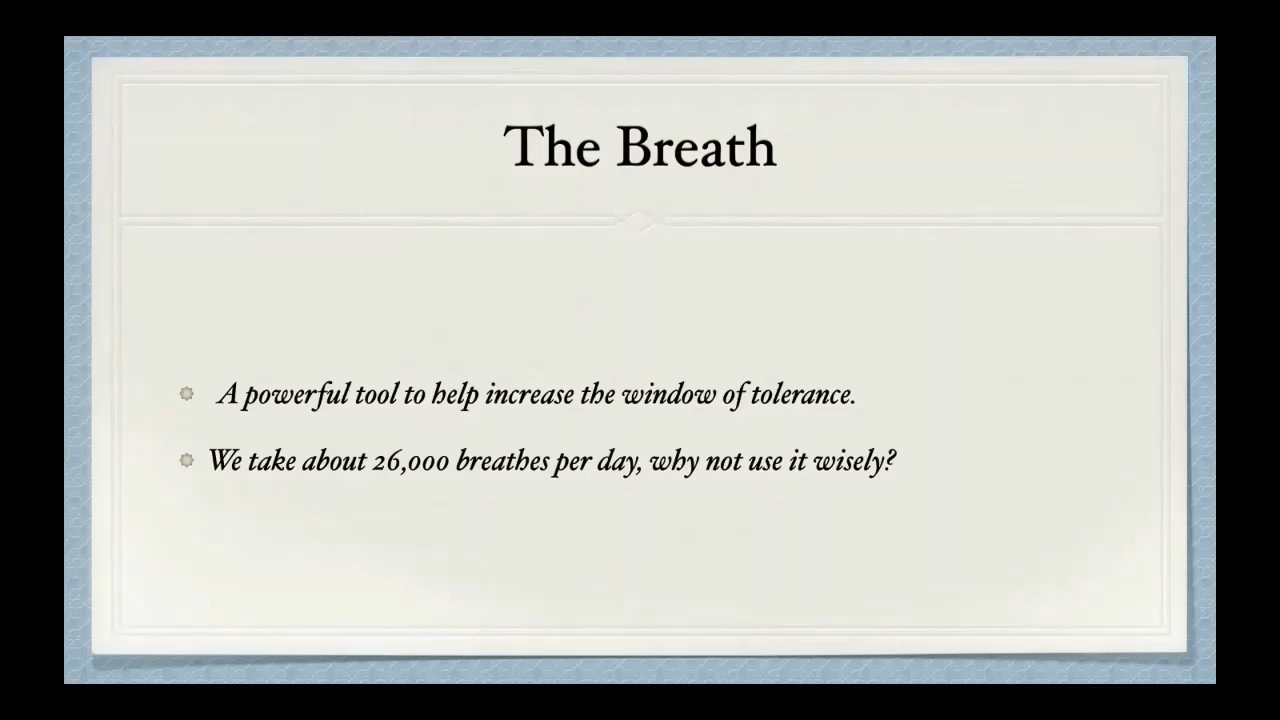 The Breath
A powerful tool to help increase the window of tolerance.
We take about 26,000 breathes per day, why not use it wisely?